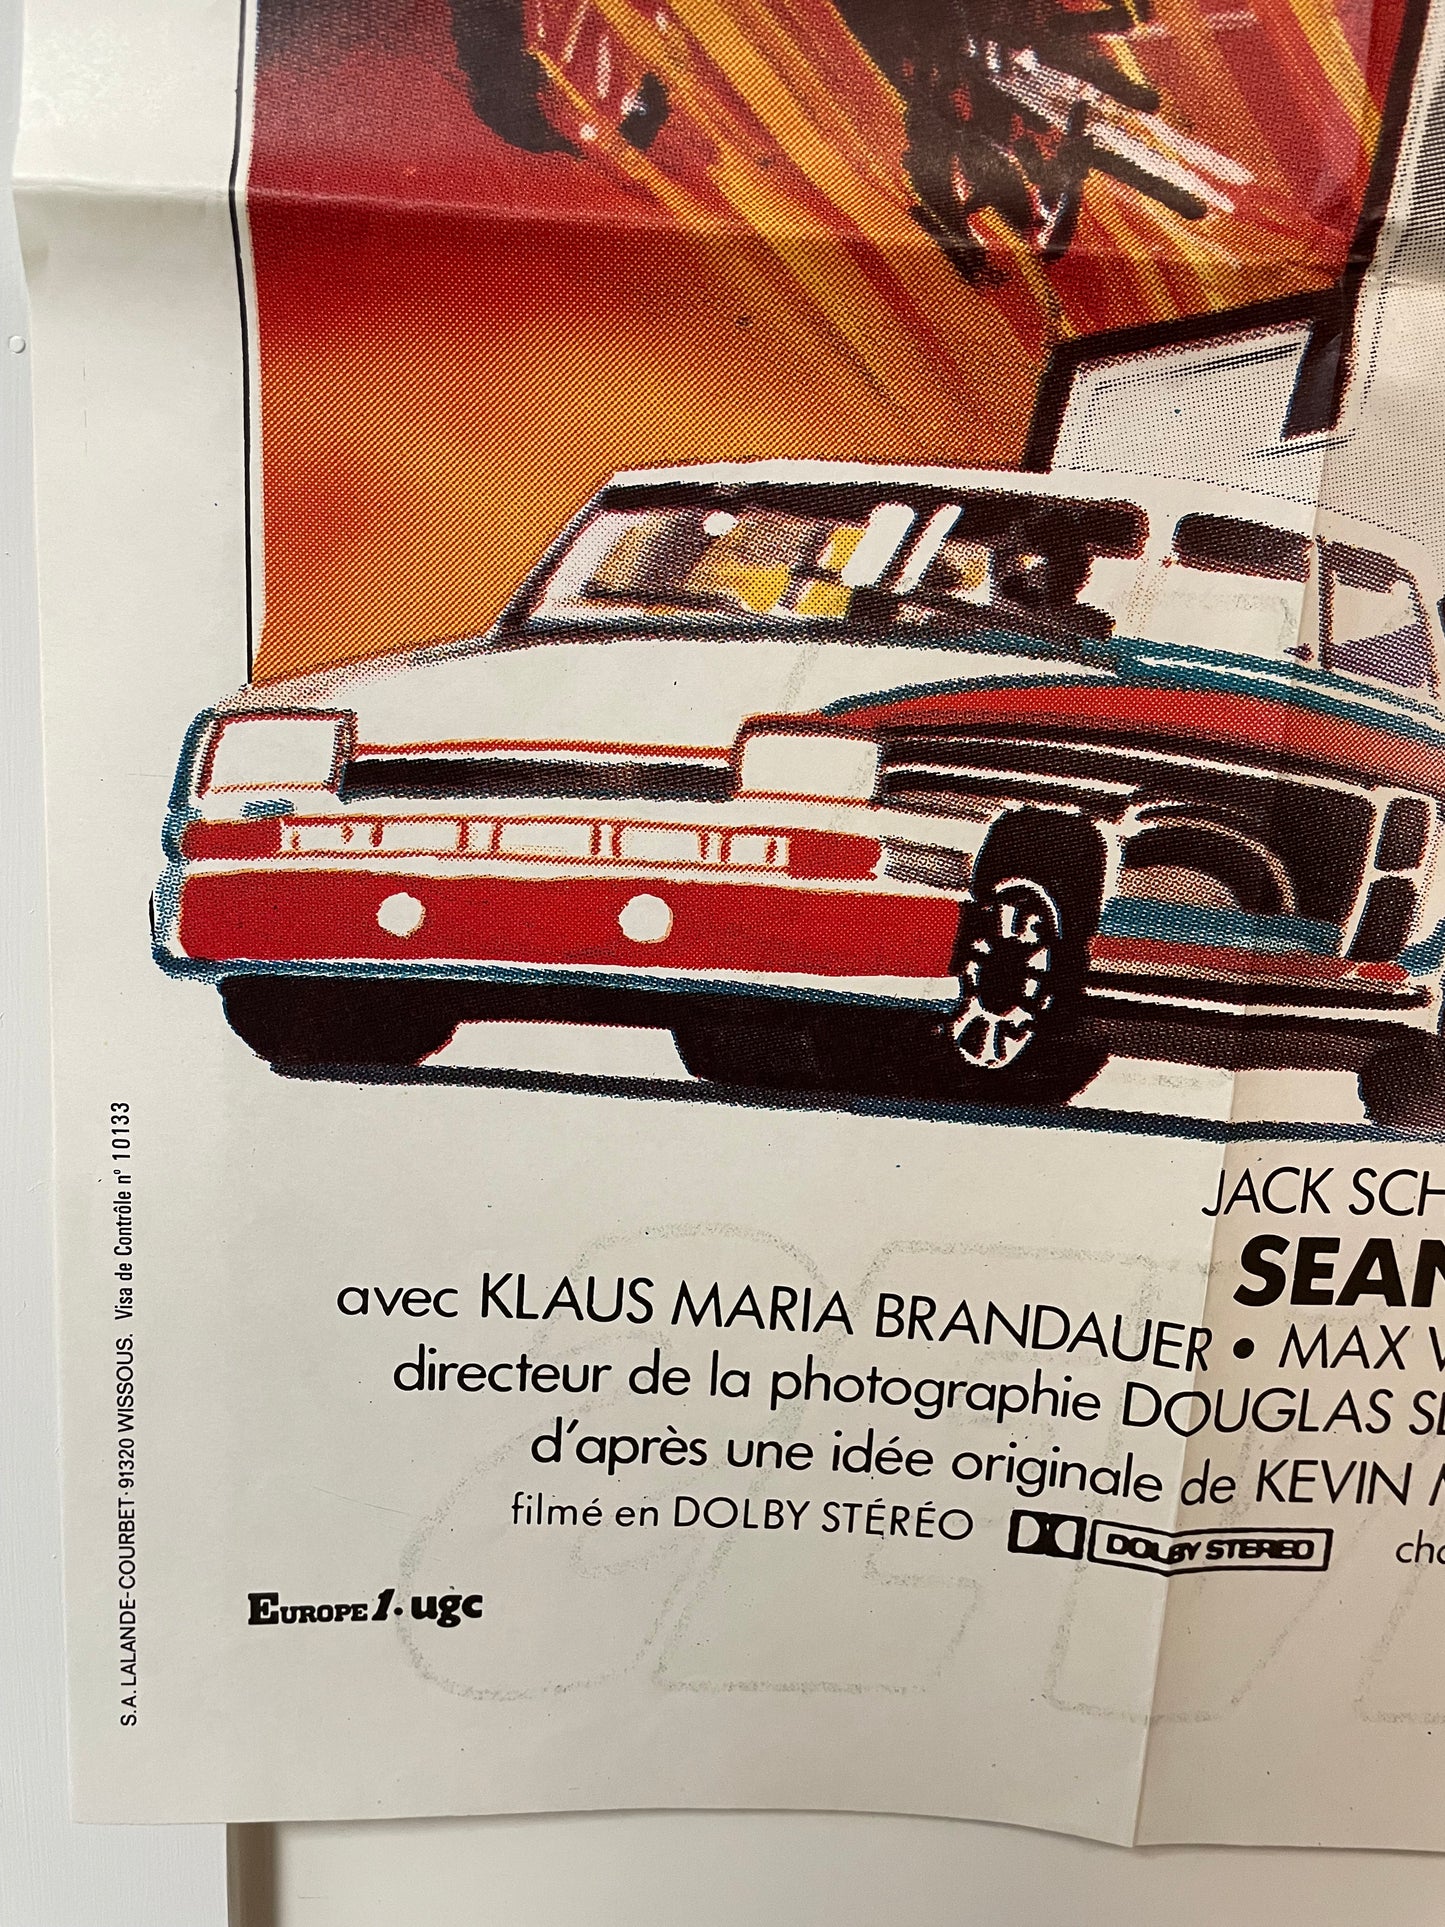 JACK SCH
SEAN
avec KLAUS MARIA BRANDAUER • MAX V
directeur de la photographie DOUGLAS SL
d'après une idée originale de KEVIN
filmé en DOLBY STÉRÉO DOLBY STEREO
EUROPE 1 • ugc
S.A. LALANDE-COURBET · 91320 WISSOUS. Visa de Contrôle n° 10133